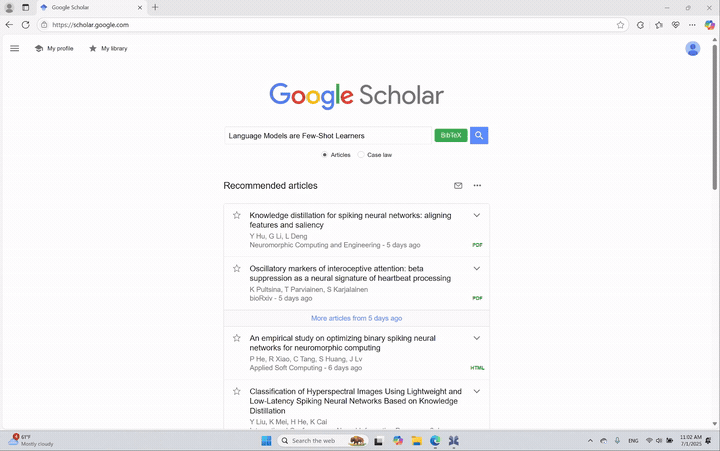 Google Scholar
https://scholar.google.com
My profile
My library
Google Scholar
Language Models are Few-Shot Learners
BibTeX
Articles
Case law
Recommended articles
Knowledge distillation for spiking neural networks: aligning
features and saliency
Y Hu, G Li, L Deng
Neuromorphic Computing and Engineering - 5 days ago
PDF
Oscillatory markers of interoceptive attention: beta
suppression as a neural signature of heartbeat processing
K Pultsina, T Parviainen, S Karjalainen
bioRxiv - 5 days ago
PDF
More articles from 5 days ago
An empirical study on optimizing binary spiking neural
networks for neuromorphic computing
P He, R Xiao, C Tang, S Huang, J Lv
Applied Soft Computing - 6 days ago
HTML
Classification of Hyperspectral Images Using Lightweight and
Low-Latency Spiking Neural Networks Based on Knowledge
Distillation
Y Liu, K Mei, H He, K Cai
61°F
Mostly cloudy
Search the web
ENG
11:02 AM
7/1/2025